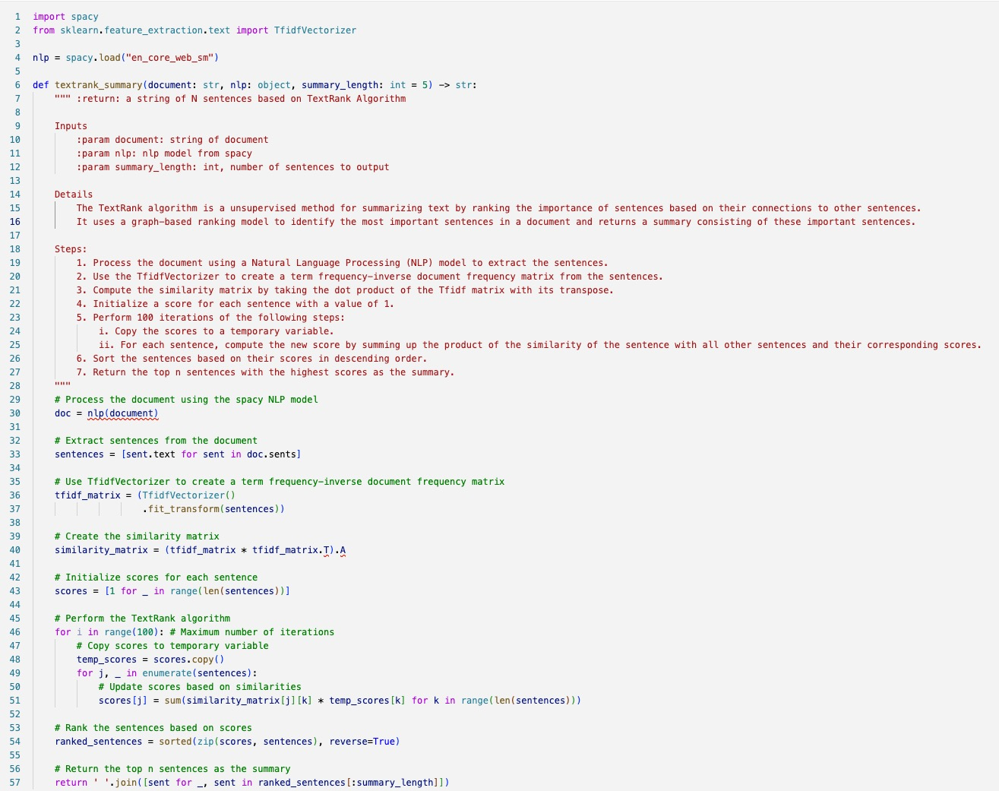 1 import spacy
2 from sklearn.feature_extraction.text import TfidfVectorizer
3
4 nlp = spacy.load("en_core_web_sm")
5
6 def textrank_summary(document: str, nlp: object, summary_length: int = 5) -> str:
7 """ :return: a string of N sentences based on TextRank Algorithm
8
9 Inputs
10 :param document: string of document
11 :param nlp: nlp model from spacy
12 :param summary_length: int, number of sentences to output
13
14 Details
15 The TextRank algorithm is a unsupervised method for summarizing text by ranking the importance of sentences based on their connections to other sentences.
16 It uses a graph-based ranking model to identify the most important sentences in a document and returns a summary consisting of these important sentences.
17
18 Steps:
19 1. Process the document using a Natural Language Processing (NLP) model to extract the sentences.
20 2. Use the TfidfVectorizer to create a term frequency-inverse document frequency matrix from the sentences.
21 3. Compute the similarity matrix by taking the dot product of the Tfidf matrix with its transpose.
22 4. Initialize a score for each sentence with a value of 1.
23 5. Perform 100 iterations of the following steps:
24 i. Copy the scores to a temporary variable.
25 ii. For each sentence, compute the new score by summing up the product of the similarity of the sentence with all other sentences and their corresponding scores.
26 6. Sort the sentences based on their scores in descending order.
27 7. Return the top n sentences with the highest scores as the summary.
28 """
29 # Process the document using the spacy NLP model
30 doc = nlp(document)
31
32 # Extract sentences from the document
33 sentences = [sent.text for sent in doc.sents]
34
35 # Use TfidfVectorizer to create a term frequency-inverse document frequency matrix
36 tfidf_matrix = (TfidfVectorizer()
37 .fit_transform(sentences))
38
39 # Create the similarity matrix
40 similarity_matrix = (tfidf_matrix * tfidf_matrix.T).A
41
42 # Initialize scores for each sentence
43 scores = [1 for _ in range(len(sentences))]
44
45 # Perform the TextRank algorithm
46 for i in range(100): # Maximum number of iterations
47 # Copy scores to temporary variable
48 temp_scores = scores.copy()
49 for j, _ in enumerate(sentences):
50 # Update scores based on similarities
51 scores[j] = sum(similarity_matrix[j][k] * temp_scores[k] for k in range(len(sentences)))
52
53 # Rank the sentences based on scores
54 ranked_sentences = sorted(zip(scores, sentences), reverse=True)
55
56 # Return the top n sentences as the summary
57 return ' '.join([sent for _, sent in ranked_sentences[:summary_length]])